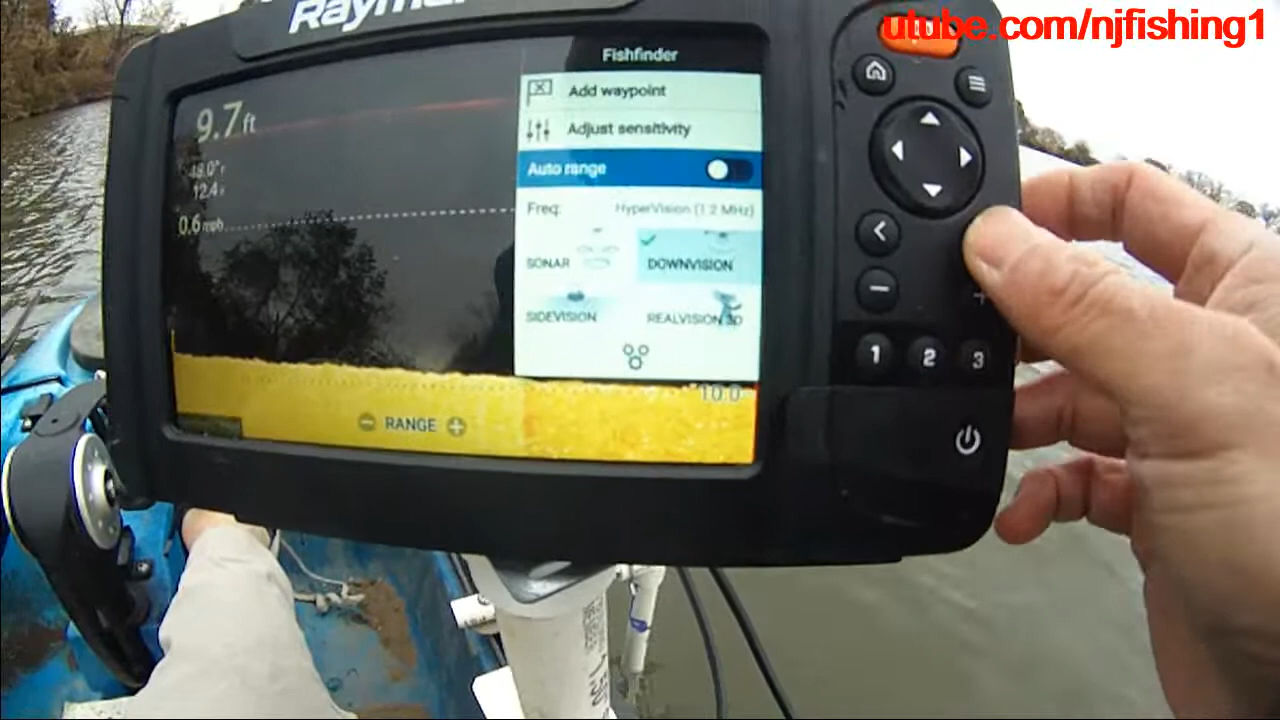 utube.com/njfishing1
Raymar
Fishfinder
9.7 ft
Add waypoint
Adjust sensitivity
48.0°F
12.4
Auto range
0.6 mph
Freq: HyperVision (1.2 MHz)
SONAR DOWNVISION
SIDEVISION REALVISION 3D
1 2 3
10.0
− RANGE +